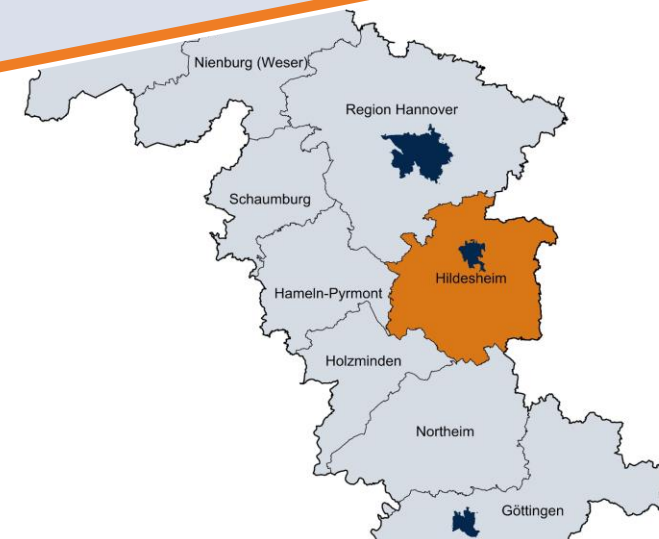 Nienburg (Weser)
Region Hannover
Schaumburg
Hildesheim
Hameln-Pyrmont
Holzminden
Northeim
Göttingen